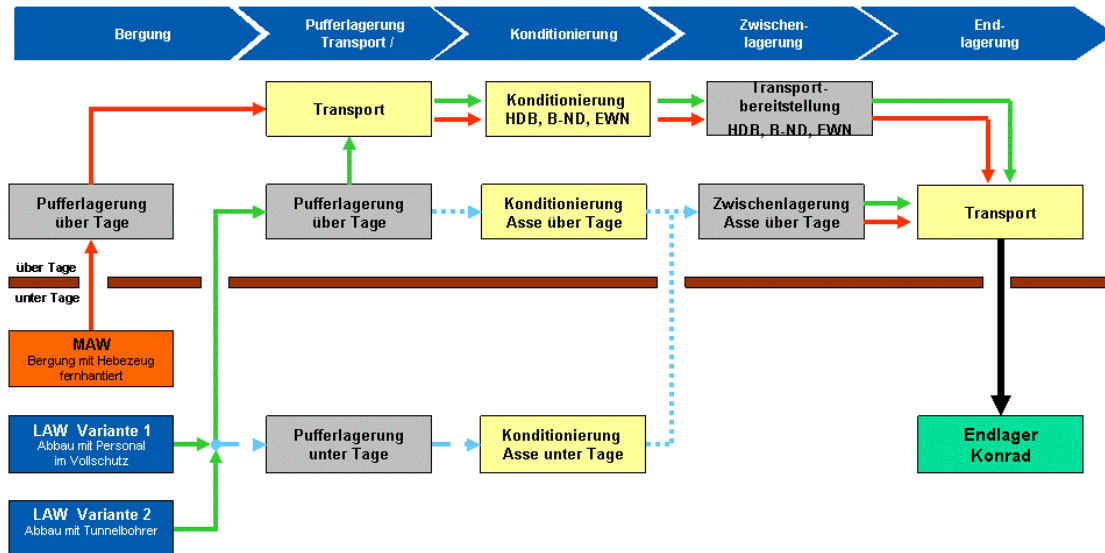 Bergung
Pufferlagerung
Transport /
Konditionierung
Zwischen-
lagerung
End-
lagerung
Transport
Konditionierung
HDB, B-ND, EWN
Transport-
bereitstellung
HDB, B-ND, EWN
Pufferlagerung
über Tage
Pufferlagerung
über Tage
Konditionierung
Asse über Tage
Zwischenlagerung
Asse über Tage
Transport
über Tage
unter Tage
MAW
Bergung mit Hebezeug
fernhantiert
LAW Variante 1
Abbau mit Personal
im Vollschutz
Pufferlagerung
unter Tage
Konditionierung
Asse unter Tage
Endlager
Konrad
LAW Variante 2
Abbau mit Tunnelbohrer